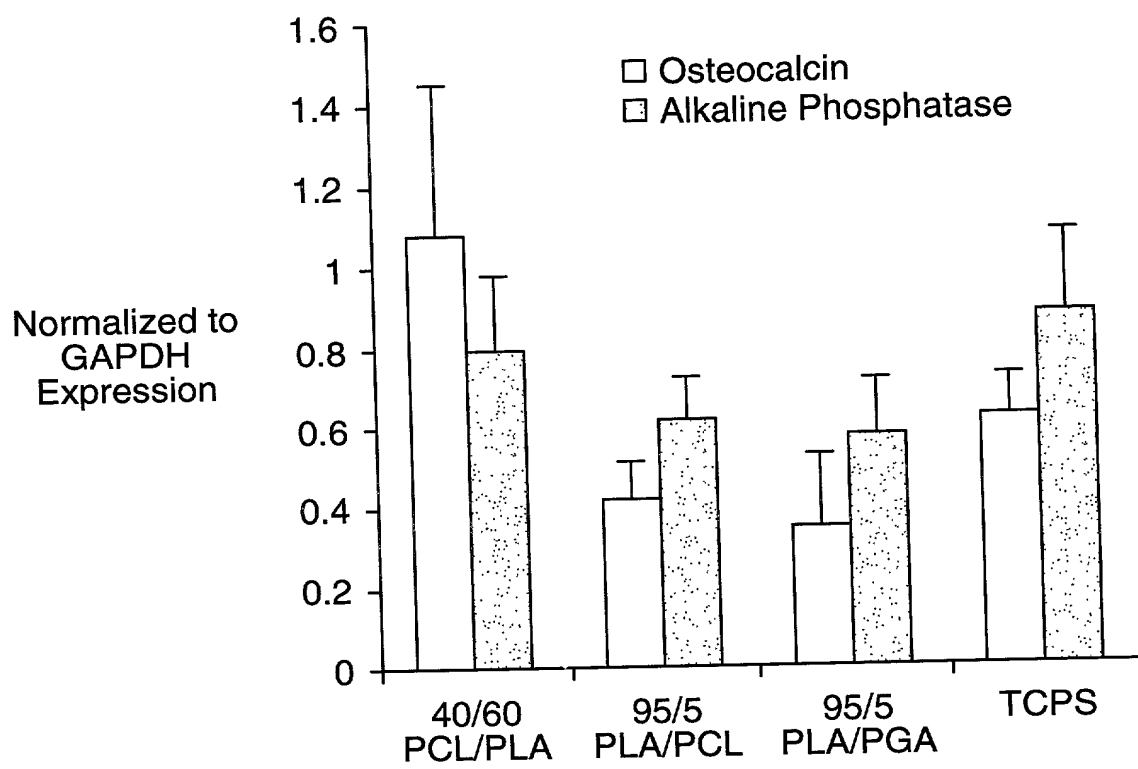 1.6
1.4
1.2
1
0.8
0.6
0.4
0.2
0
Normalized to
GAPDH
Expression
Osteocalcin
Alkaline Phosphatase
40/60
PCL/PLA
95/5
PLA/PCL
95/5
PLA/PGA
TCPS